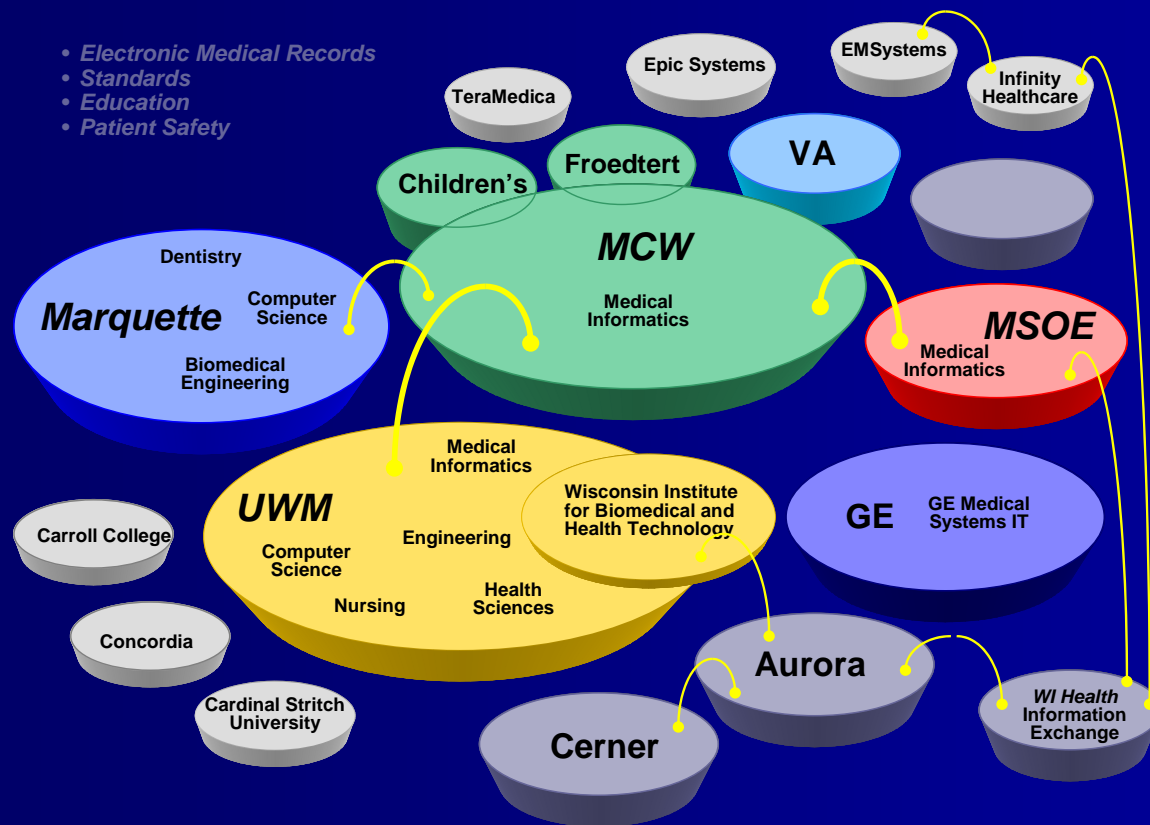 • Electronic Medical Records
• Standards
• Education
• Patient Safety
EMSystems
Epic Systems
Infinity
Healthcare
TeraMedica
VA
Froedtert
Children's
MCW
Medical
Informatics
Dentistry
Computer
Science
Marquette
Biomedical
Engineering
MSOE
Medical
Informatics
Medical
Informatics
UWM
Wisconsin Institute
for Biomedical and
Health Technology
Engineering
Computer
Science
Health
Sciences
Nursing
GE
GE Medical
Systems IT
Carroll College
Concordia
Cardinal Stritch
University
Aurora
Cerner
WI Health
Information
Exchange